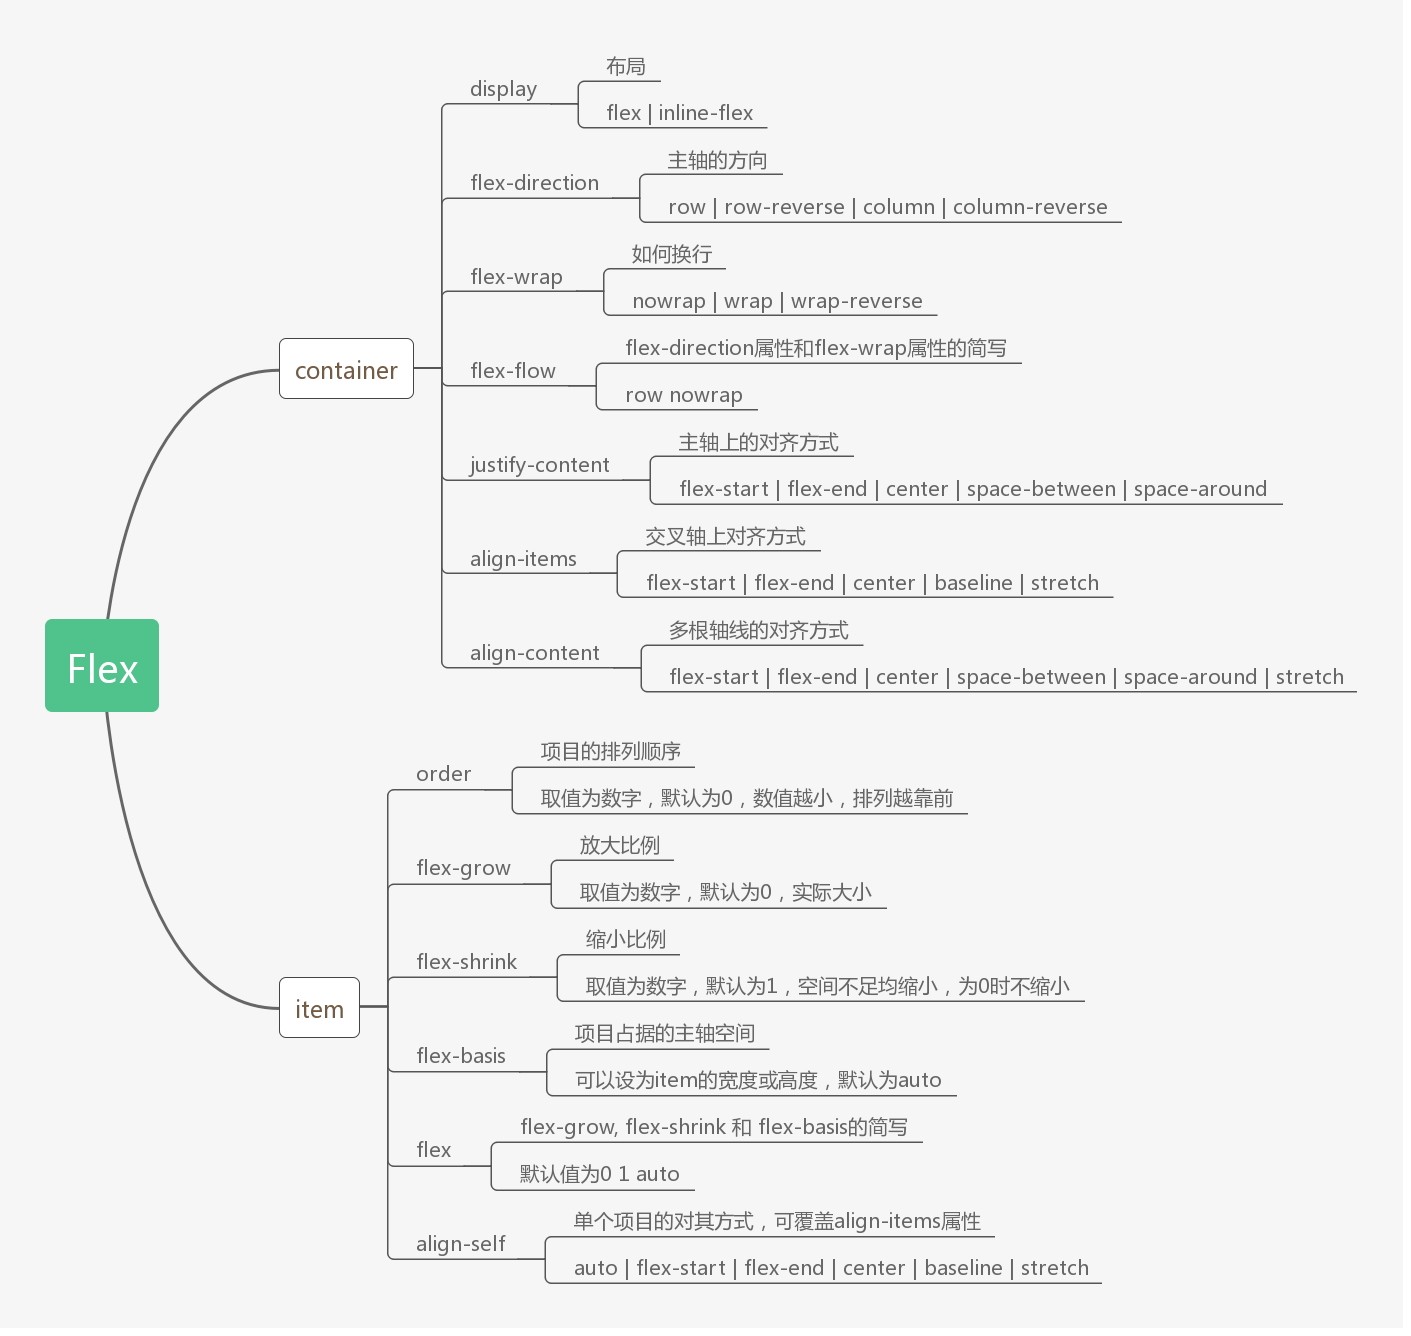 Flex
container
display
布局
flex | inline-flex
flex-direction
主轴的方向
row | row-reverse | column | column-reverse
flex-wrap
如何换行
nowrap | wrap | wrap-reverse
flex-flow
flex-direction属性和flex-wrap属性的简写
row nowrap
justify-content
主轴上的对齐方式
flex-start | flex-end | center | space-between | space-around
align-items
交叉轴上对齐方式
flex-start | flex-end | center | baseline | stretch
align-content
多根轴线的对齐方式
flex-start | flex-end | center | space-between | space-around | stretch
item
order
项目的排列顺序
取值为数字，默认为0，数值越小，排列越靠前
flex-grow
放大比例
取值为数字，默认为0，实际大小
flex-shrink
缩小比例
取值为数字，默认为1，空间不足均缩小，为0时不缩小
flex-basis
项目占据的主轴空间
可以设为item的宽度或高度，默认为auto
flex
flex-grow, flex-shrink 和 flex-basis的简写
默认值为0 1 auto
align-self
单个项目的对其方式，可覆盖align-items属性
auto | flex-start | flex-end | center | baseline | stretch